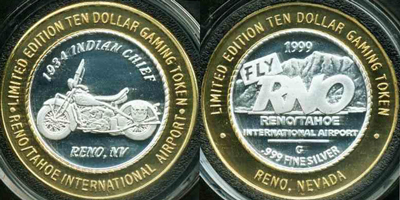 LIMITED EDITION TEN DOLLAR GAMING TOKEN
1934 INDIAN CHIEF
RENO, NV
RENO/TAHOE INTERNATIONAL AIRPORT
LIMITED EDITION TEN DOLLAR GAMING TOKEN
1999
FLY
RNO
RENO/TAHOE
INTERNATIONAL AIRPORT
G
.999 FINE SILVER
RENO, NEVADA